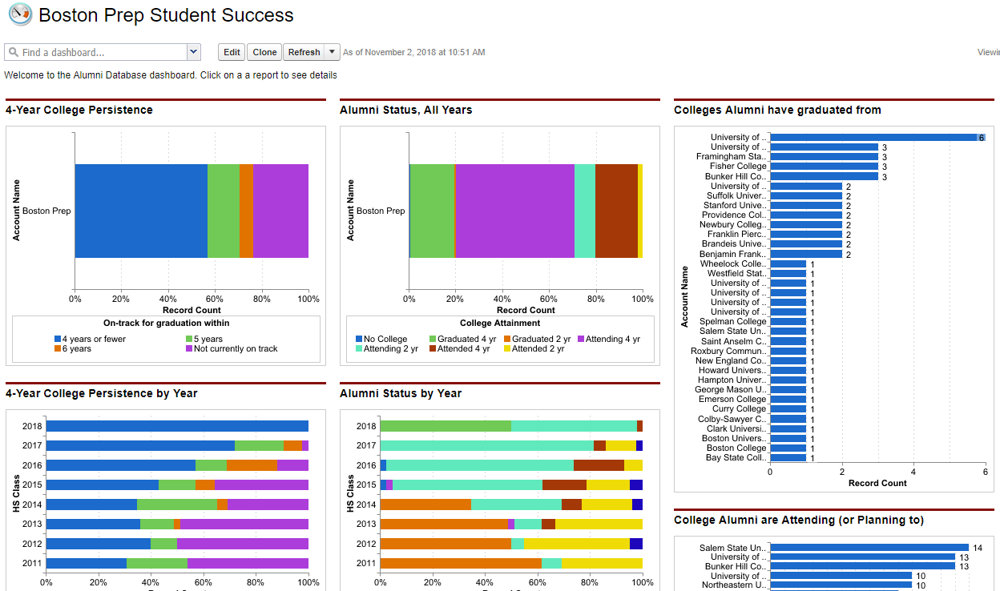 Boston Prep Student Success
Find a dashboard...
Edit Clone Refresh As of November 2, 2018 at 10:51 AM
Welcome to the Alumni Database dashboard. Click on a a report to see details
4-Year College Persistence
Account Name
Boston Prep
0% 20% 40% 60% 80% 100%
Record Count
On-track for graduation within
4 years or fewer 5 years
6 years Not currently on track
Alumni Status, All Years
Account Name
Boston Prep
0% 20% 40% 60% 80% 100%
Record Count
College Attainment
No College Graduated 4 yr Graduated 2 yr Attending 4 yr
Attending 2 yr Attended 4 yr Attended 2 yr
Colleges Alumni have graduated from
Account Name
University of .. 6
University of .. 3
Framingham Sta.. 3
Fisher College 3
Bunker Hill Co.. 3
University of .. 2
Suffolk Univer.. 2
Stanford Unive.. 2
Providence Col.. 2
Newbury Colleg.. 2
Franklin Pierc.. 2
Brandeis Unive.. 2
Benjamin Frank.. 2
Wheelock Colle.. 1
Westfield Stat.. 1
University of .. 1
University of .. 1
University of .. 1
University of .. 1
Spelman College 1
Salem State Un.. 1
Saint Anselm C.. 1
Roxbury Commun.. 1
New England Co.. 1
Howard Univers.. 1
Hampton Univer.. 1
George Mason U.. 1
Emerson College 1
Curry College 1
Colby-Sawyer C.. 1
Clark Universi.. 1
Boston Univers.. 1
Boston College 1
Bay State Coll.. 1
0 2 4 6
Record Count
4-Year College Persistence by Year
HS Class
2018
2017
2016
2015
2014
2013
2012
2011
0% 20% 40% 60% 80% 100%
Alumni Status by Year
HS Class
2018
2017
2016
2015
2014
2013
2012
2011
0% 20% 40% 60% 80% 100%
College Alumni are Attending (or Planning to)
Salem State Un.. 14
University of .. 13
Bunker Hill Co.. 13
University of .. 10
Northeastern U.. 10